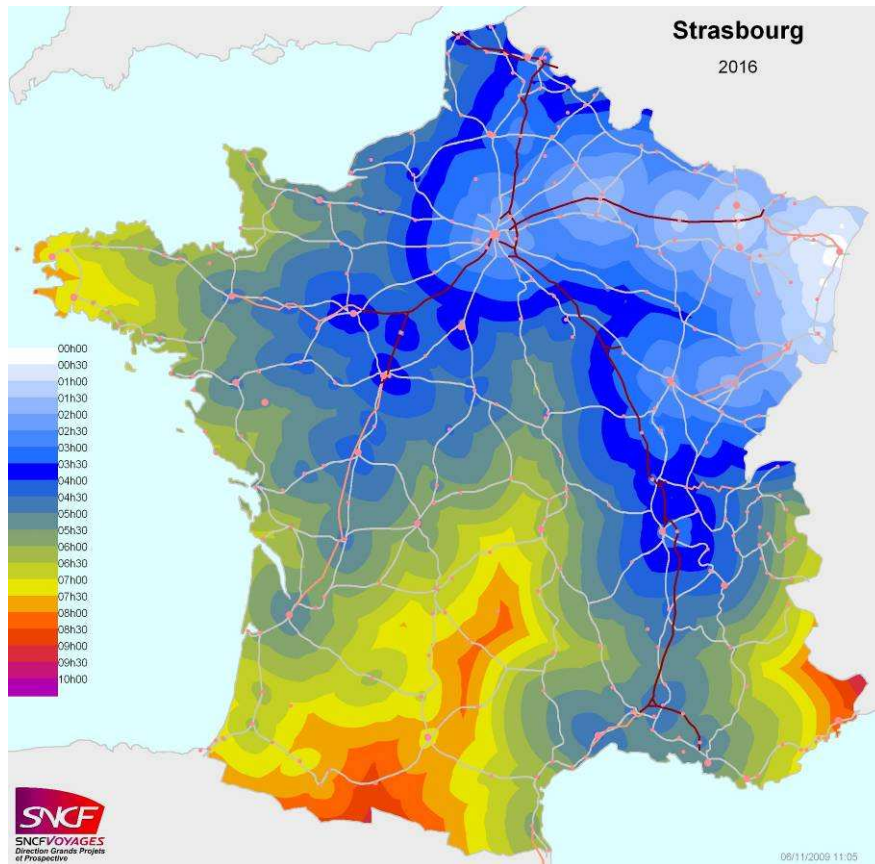 Strasbourg
2016
00h00
00h30
01h00
01h30
02h00
02h30
03h00
03h30
04h00
04h30
05h00
05h30
06h00
06h30
07h00
07h30
08h00
08h30
09h00
09h30
10h00
SNCF
SNCFVOYAGES
Direction Grands Projets
et Prospective
06/11/2009 11:05